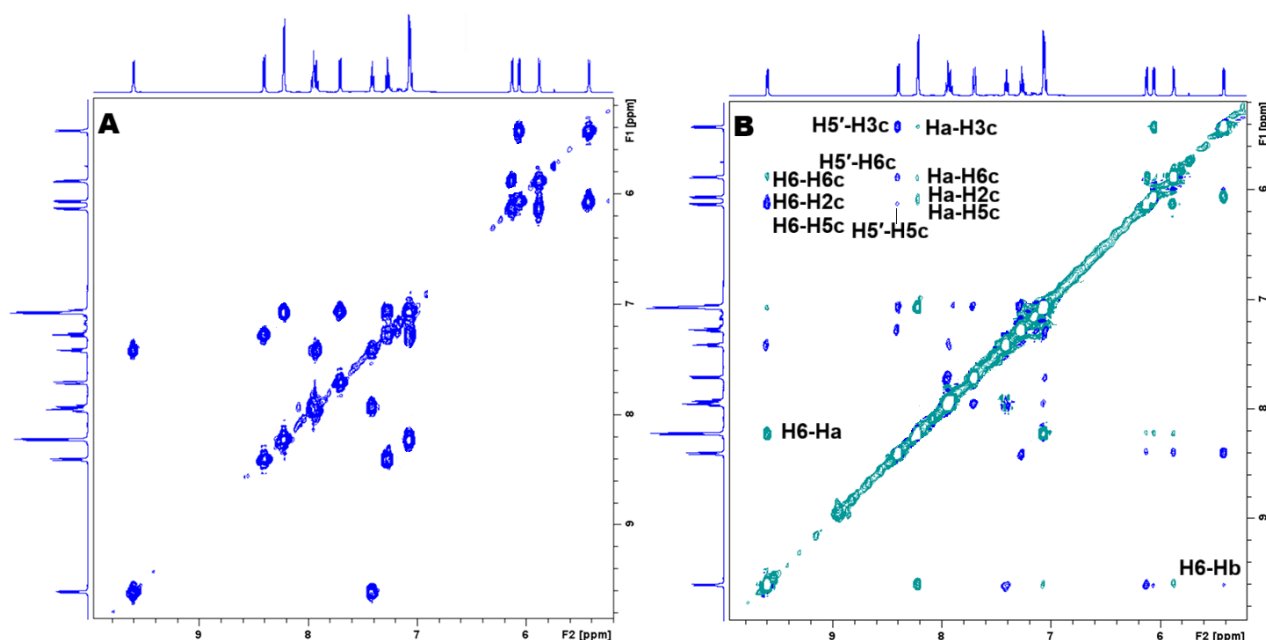 A
F1 [ppm]
6
7
8
9
9
8
7
6
F2 [ppm]
B
H5′-H3c
Ha-H3c
H5′-H6c
H6-H6c
Ha-H6c
H6-H2c
Ha-H2c
H6-H5c
H5′-H5c
Ha-H5c
H6-Ha
H6-Hb
F1 [ppm]
6
7
8
9
9
8
7
6
F2 [ppm]